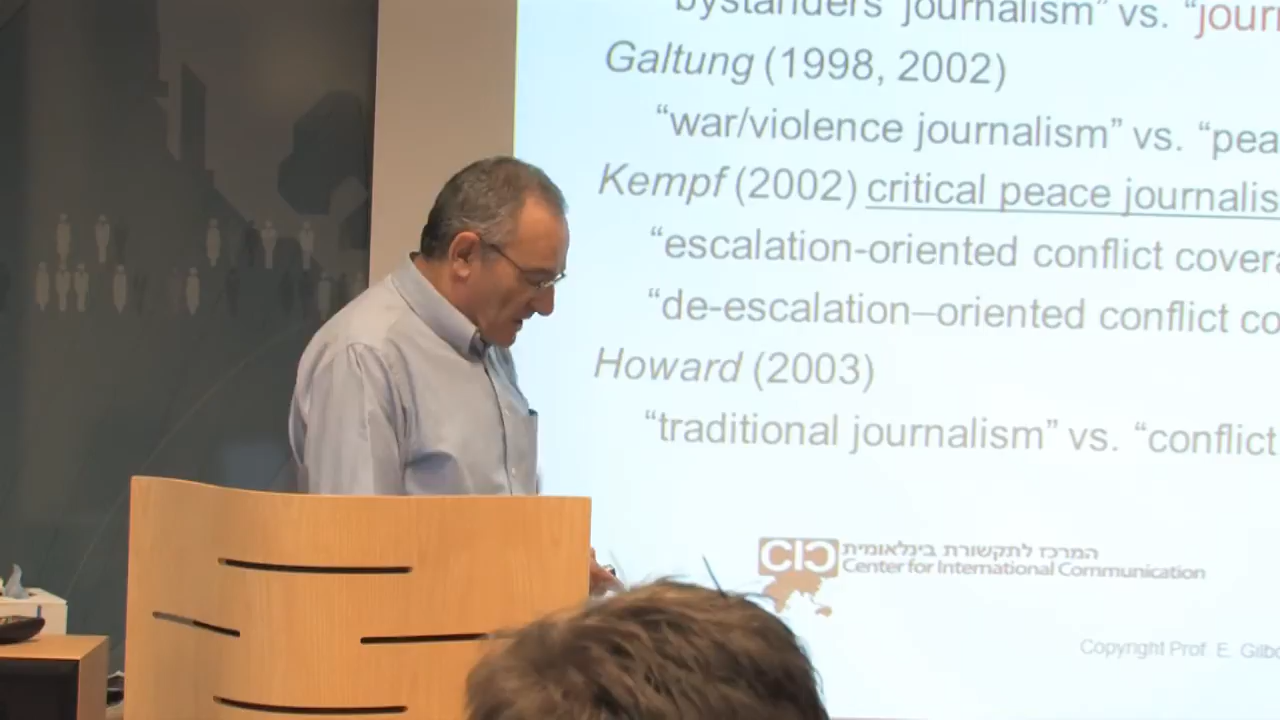 bystanders' journalism” vs. “jour
Galtung (1998, 2002)
“war/violence journalism” vs. “pea
Kempf (2002) critical peace journalis
“escalation-oriented conflict covera
“de-escalation–oriented conflict co
Howard (2003)
“traditional journalism” vs. “conflict
CIC המרכז לתקשורת בינלאומית
Center for International Communication
Copyright Prof. E. Gilbo